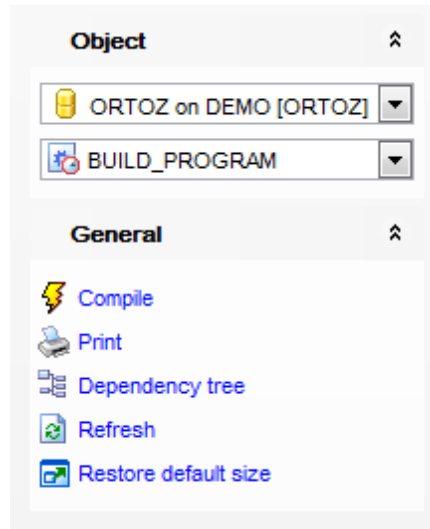 Object
ORTOZ on DEMO [ORTOZ]
BUILD_PROGRAM
General
Compile
Print
Dependency tree
Refresh
Restore default size